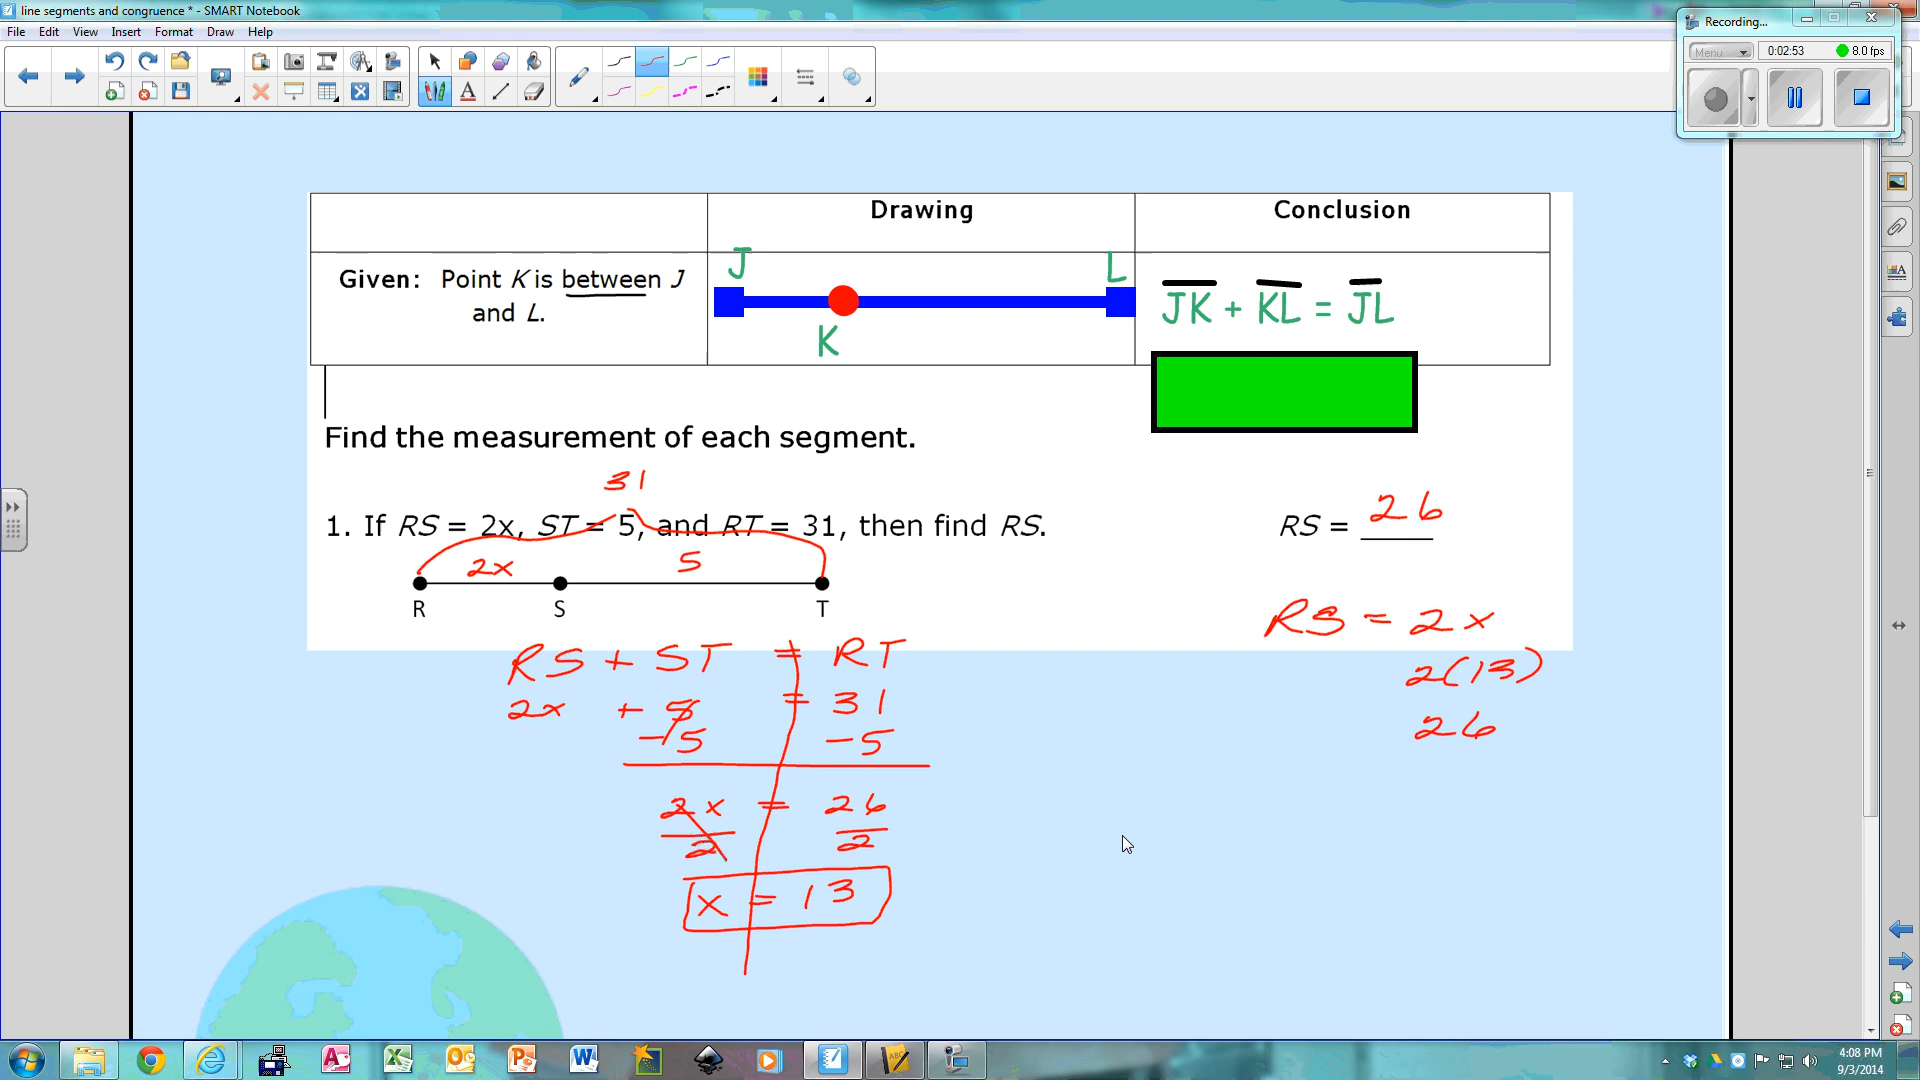 line segments and congruence * - SMART Notebook
File Edit View Insert Format Draw Help
Recording...
Menu
0:02:53
8.0 fps
Drawing
Conclusion
Given: Point K is between J
and L.
J
L
K
JK + KL = JL
Find the measurement of each segment.
31
1. If RS = 2x, ST = 5, and RT = 31, then find RS.
RS = 26
2x
5
R
S
T
RS + ST = RT
2x + 5 = 31
-5 -5
2x = 26
2 2
x = 13
RS = 2x
2(13)
26
4:08 PM
9/3/2014